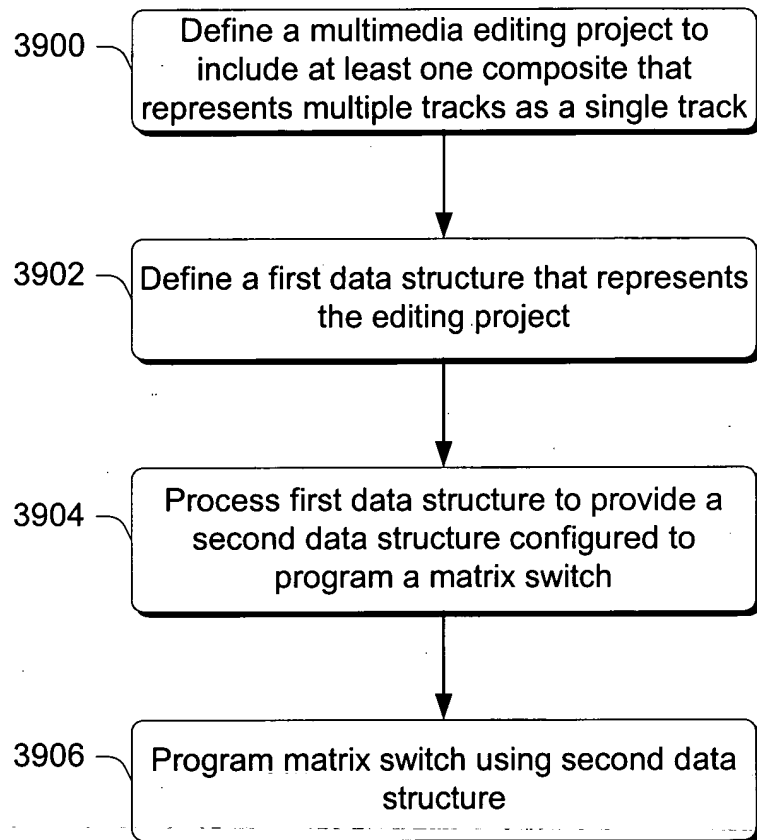 3900
Define a multimedia editing project to
include at least one composite that
represents multiple tracks as a single track
3902
Define a first data structure that represents
the editing project
3904
Process first data structure to provide a
second data structure configured to
program a matrix switch
3906
Program matrix switch using second data
structure